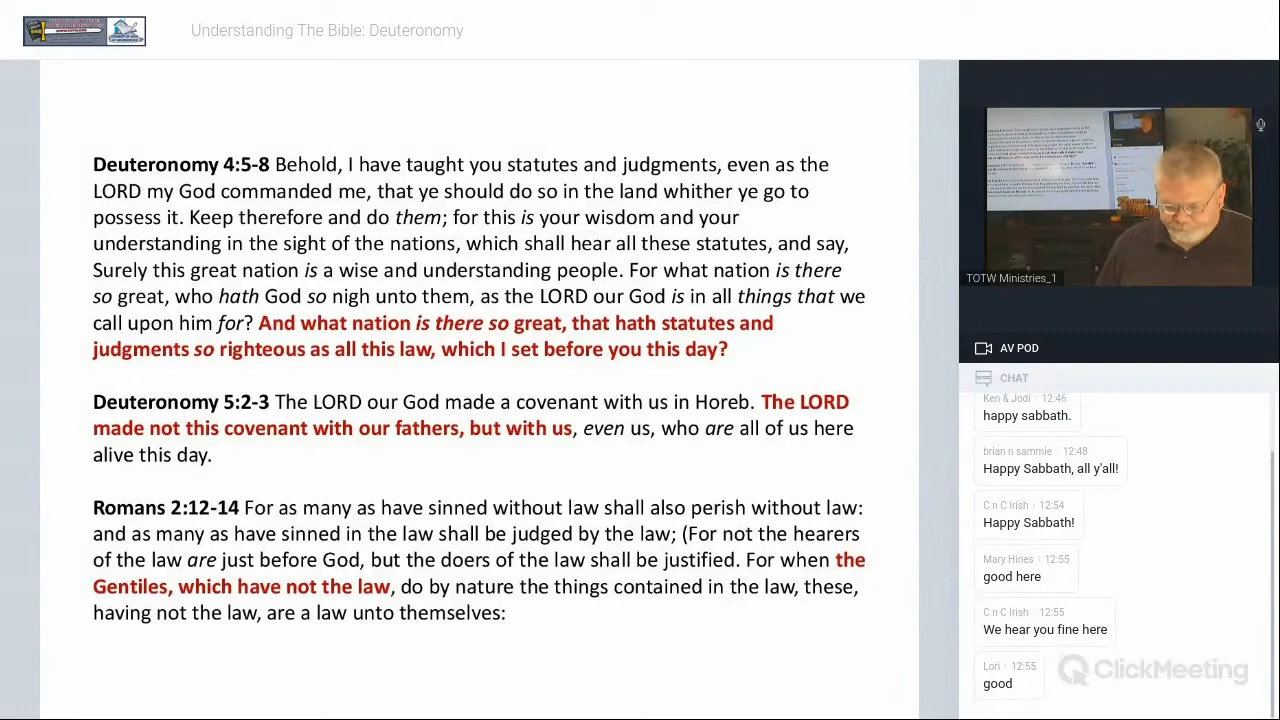 Understanding The Bible: Deuteronomy
Deuteronomy 4:5-8 Behold, I have taught you statutes and judgments, even as the
LORD my God commanded me, that ye should do so in the land whither ye go to
possess it. Keep therefore and do them; for this is your wisdom and your
understanding in the sight of the nations, which shall hear all these statutes, and say,
Surely this great nation is a wise and understanding people. For what nation is there
so great, who hath God so nigh unto them, as the LORD our God is in all things that we
call upon him for? And what nation is there so great, that hath statutes and
judgments so righteous as all this law, which I set before you this day?
Deuteronomy 5:2-3 The LORD our God made a covenant with us in Horeb. The LORD
made not this covenant with our fathers, but with us, even us, who are all of us here
alive this day.
Romans 2:12-14 For as many as have sinned without law shall also perish without law:
and as many as have sinned in the law shall be judged by the law; (For not the hearers
of the law are just before God, but the doers of the law shall be justified. For when the
Gentiles, which have not the law, do by nature the things contained in the law, these,
having not the law, are a law unto themselves:
TOTW Ministries_1
AV POD
CHAT
Ken & Jodi 12:46
happy sabbath.
brian n sammie 12:48
Happy Sabbath, all y'all!
C n C Irish 12:54
Happy Sabbath!
Mary Hines 12:55
good here
C n C Irish 12:55
We hear you fine here
Lori 12:55
good
ClickMeeting